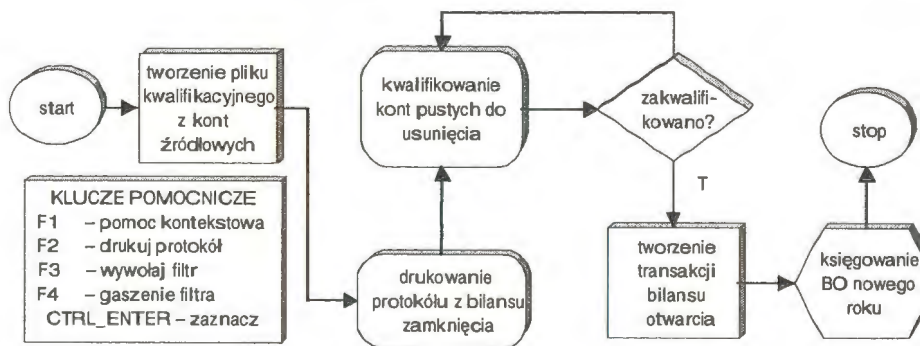 start
tworzenie pliku
kwalifikacyjnego
z kont
źródłowych
kwalifikowanie
kont pustych do
usunięcia
zakwalifi-
kowano?
stop
T
KLUCZE POMOCNICZE
F1 – pomoc kontekstowa
F2 – drukuj protokół
F3 – wywołaj filtr
F4 – gaszenie filtra
CTRL_ENTER – zaznacz
drukowanie
protokółu z bilansu
zamknięcia
tworzenie
transakcji
bilansu
otwarcia
księgowanie
BO nowego
roku